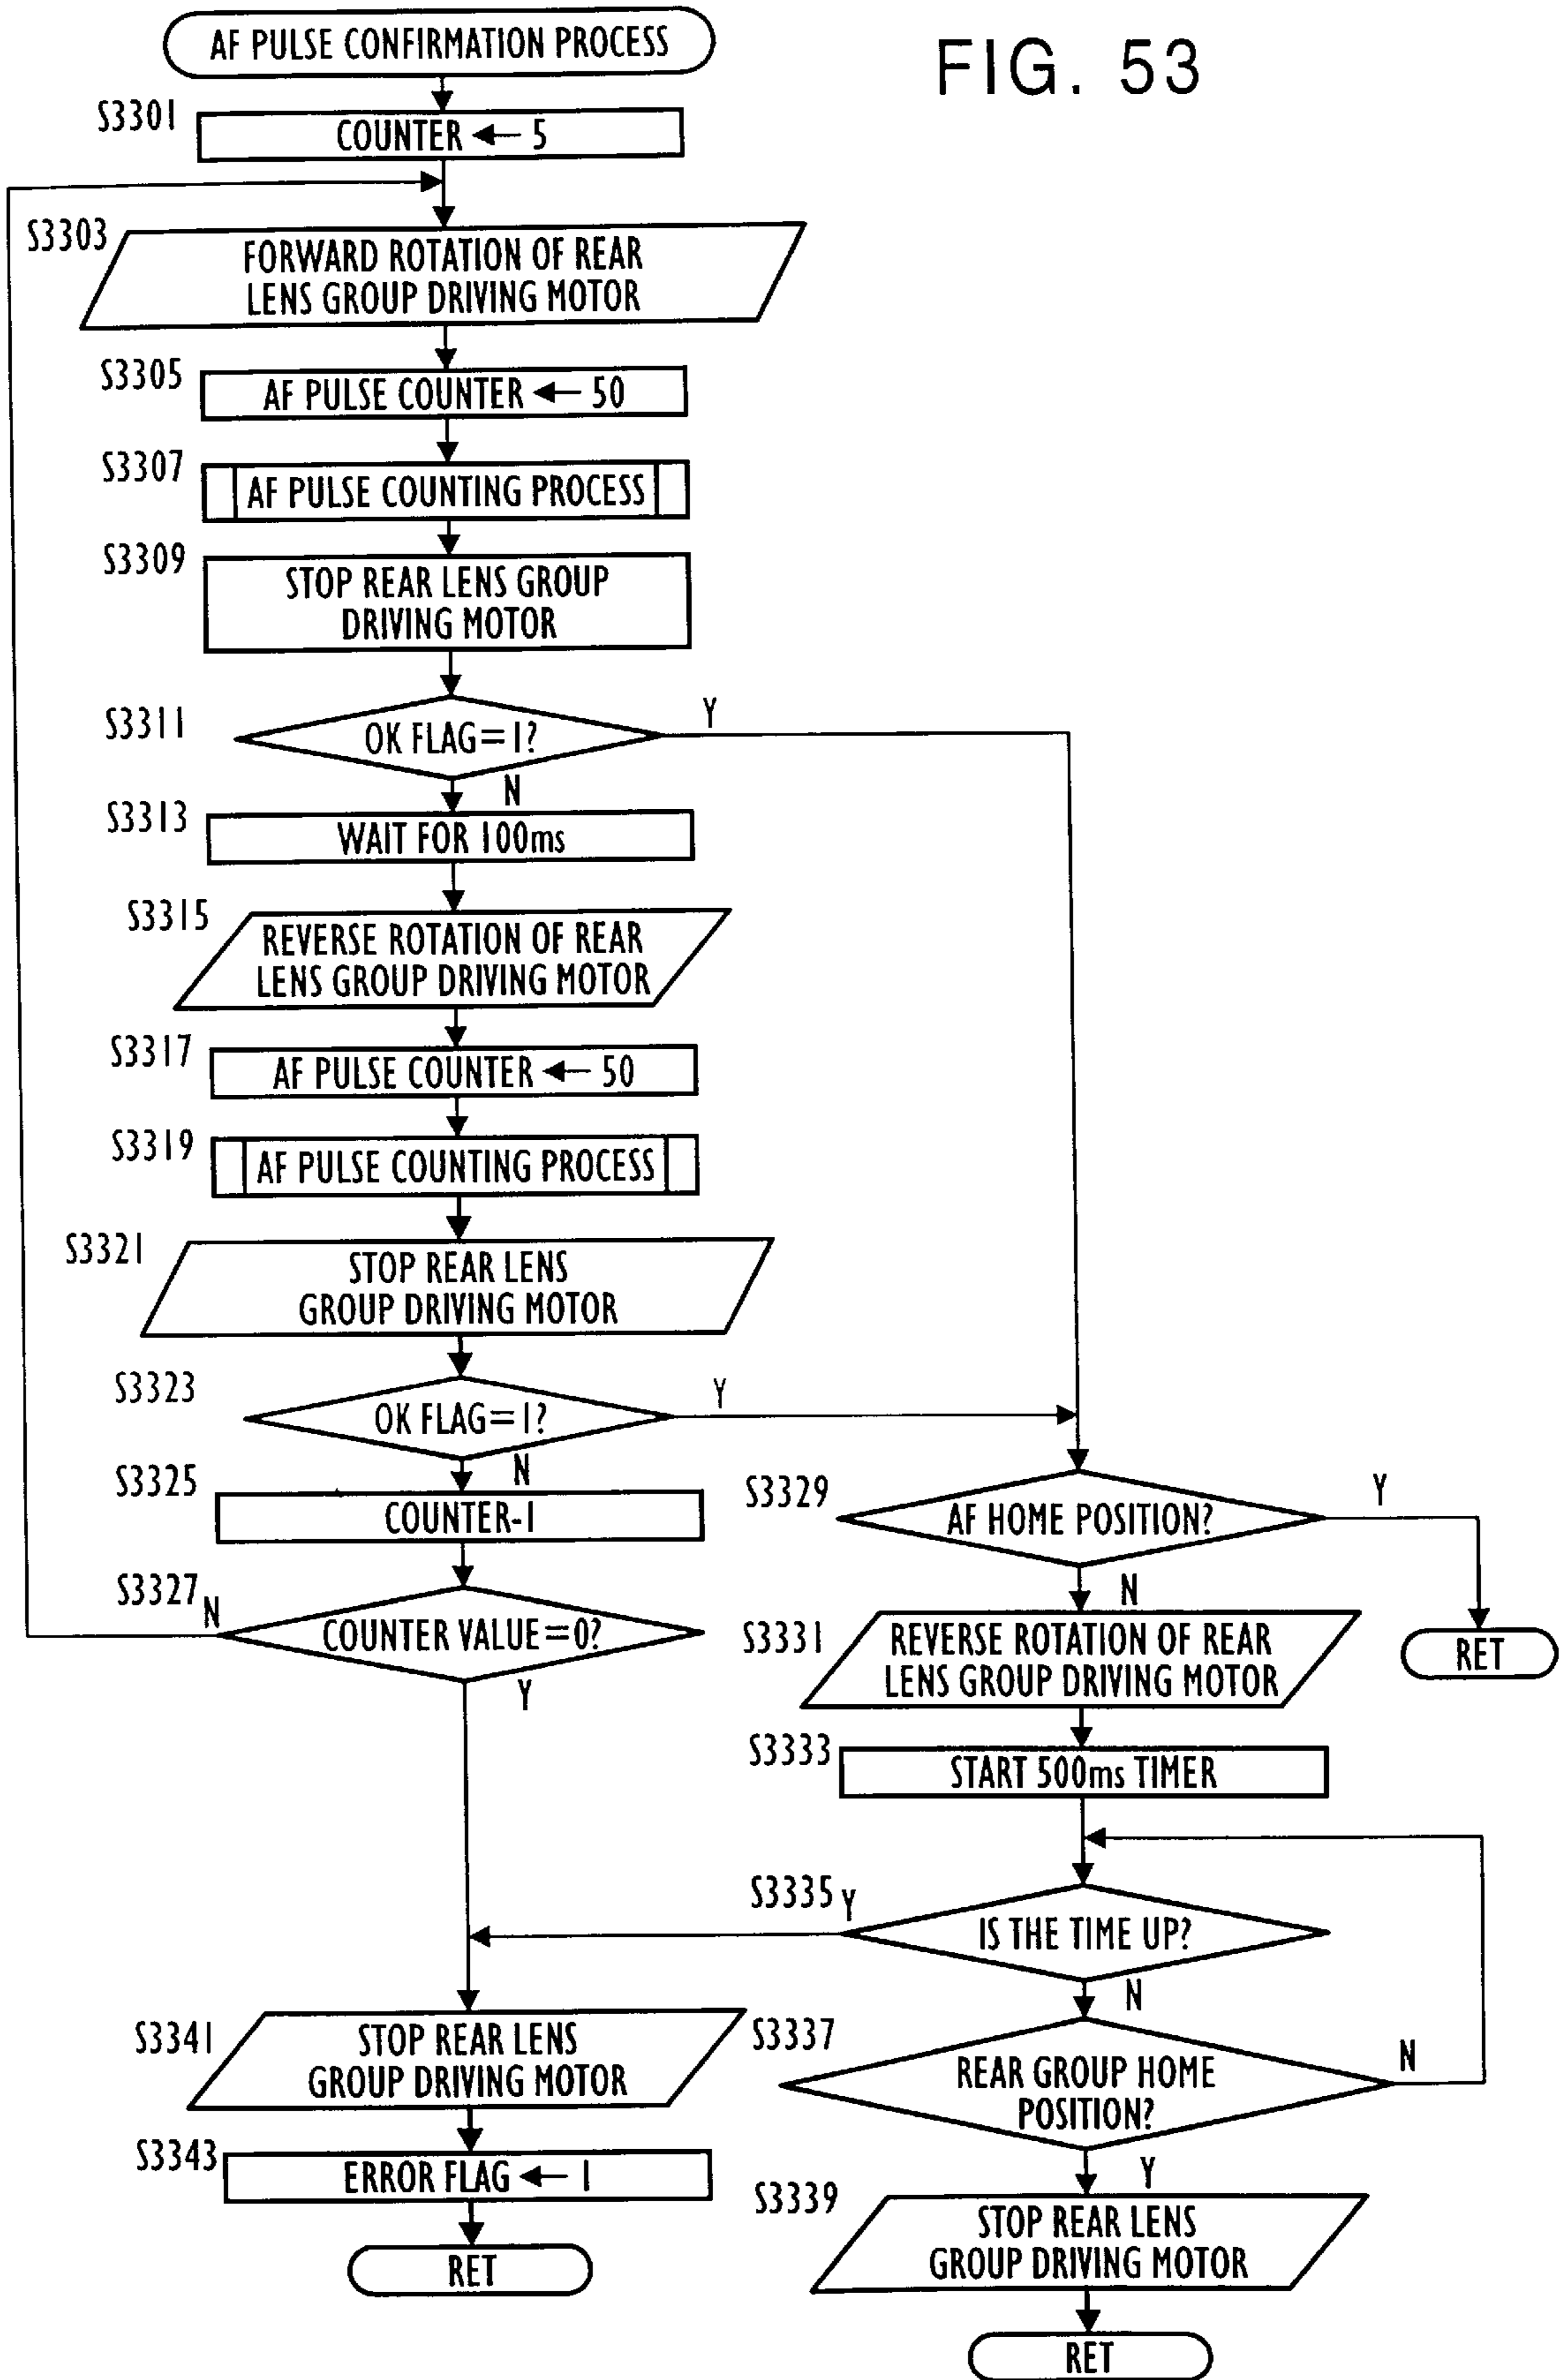 AF PULSE CONFIRMATION PROCESS
FIG. 53
S3301
COUNTER ← 5
S3303
FORWARD ROTATION OF REAR
LENS GROUP DRIVING MOTOR
S3305
AF PULSE COUNTER ← 50
S3307
AF PULSE COUNTING PROCESS
S3309
STOP REAR LENS GROUP
DRIVING MOTOR
S3311
OK FLAG=1?
Y
N
S3313
WAIT FOR 100ms
S3315
REVERSE ROTATION OF REAR
LENS GROUP DRIVING MOTOR
S3317
AF PULSE COUNTER ← 50
S3319
AF PULSE COUNTING PROCESS
S3321
STOP REAR LENS
GROUP DRIVING MOTOR
S3323
OK FLAG=1?
Y
N
S3325
COUNTER-1
S3327
N
COUNTER VALUE=0?
Y
S3329
AF HOME POSITION?
Y
N
RET
S3331
REVERSE ROTATION OF REAR
LENS GROUP DRIVING MOTOR
S3333
START 500ms TIMER
S3335
Y
IS THE TIME UP?
N
S3337
REAR GROUP HOME
POSITION?
N
Y
S3339
STOP REAR LENS
GROUP DRIVING MOTOR
RET
S3341
STOP REAR LENS
GROUP DRIVING MOTOR
S3343
ERROR FLAG ← 1
RET